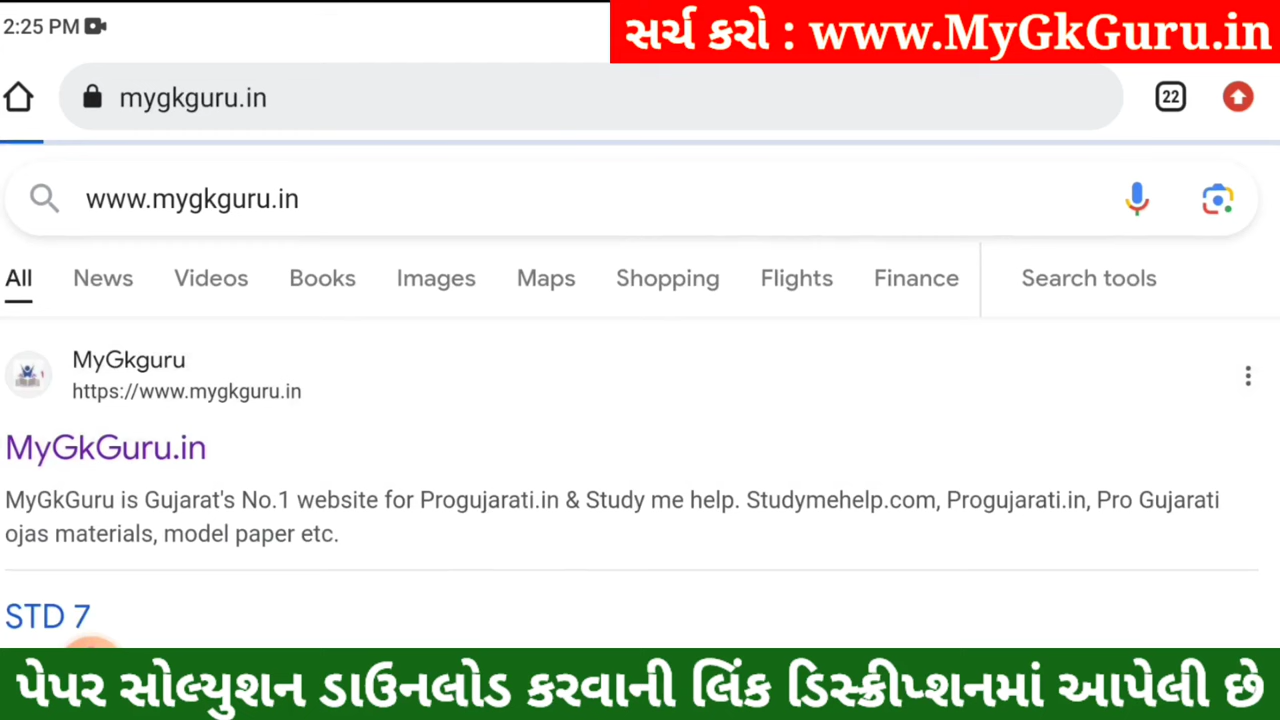 2:25 PM
સર્ચ કરો : www.MyGkGuru.in
mygkguru.in
22
www.mygkguru.in
All News Videos Books Images Maps Shopping Flights Finance Search tools
MyGkguru
https://www.mygkguru.in
MyGkGuru.in
MyGkGuru is Gujarat's No.1 website for Progujarati.in & Study me help. Studymehelp.com, Progujarati.in, Pro Gujarati
ojas materials, model paper etc.
STD 7
પેપર સોલ્યુશન ડાઉનલોડ કરવાની લિંક ડિસ્ક્રીપ્શનમાં આપેલી છે